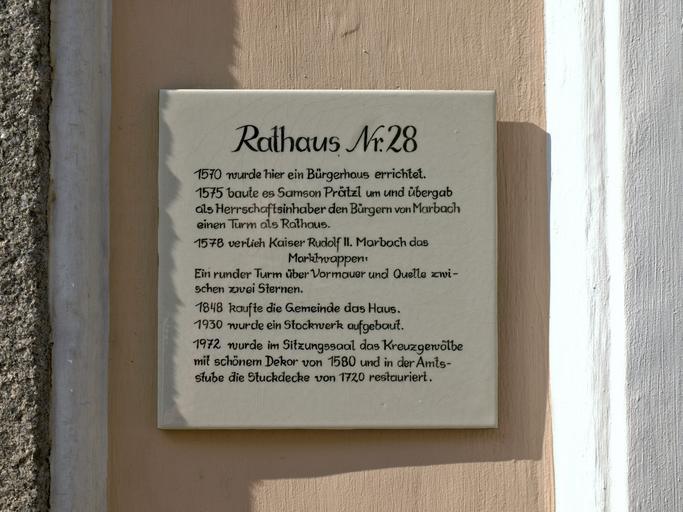 Rathaus Nr. 28
1570 wurde hier ein Bürgerhaus errichtet.
1575 baute es Samson Prätzl um und übergab
als Herrschaftsinhaber den Bürgern von Marbach
einen Turm als Rathaus.
1578 verlieh Kaiser Rudolf II. Marbach das
Marktwappen:
Ein runder Turm über Vormauer und Quelle zwi-
schen zwei Sternen.
1848 kaufte die Gemeinde das Haus.
1930 wurde ein Stockwerk aufgebaut.
1972 wurde im Sitzungssaal das Kreuzgewölbe
mit schönem Dekor von 1580 und in der Amts-
stube die Stuckdecke von 1720 restauriert.